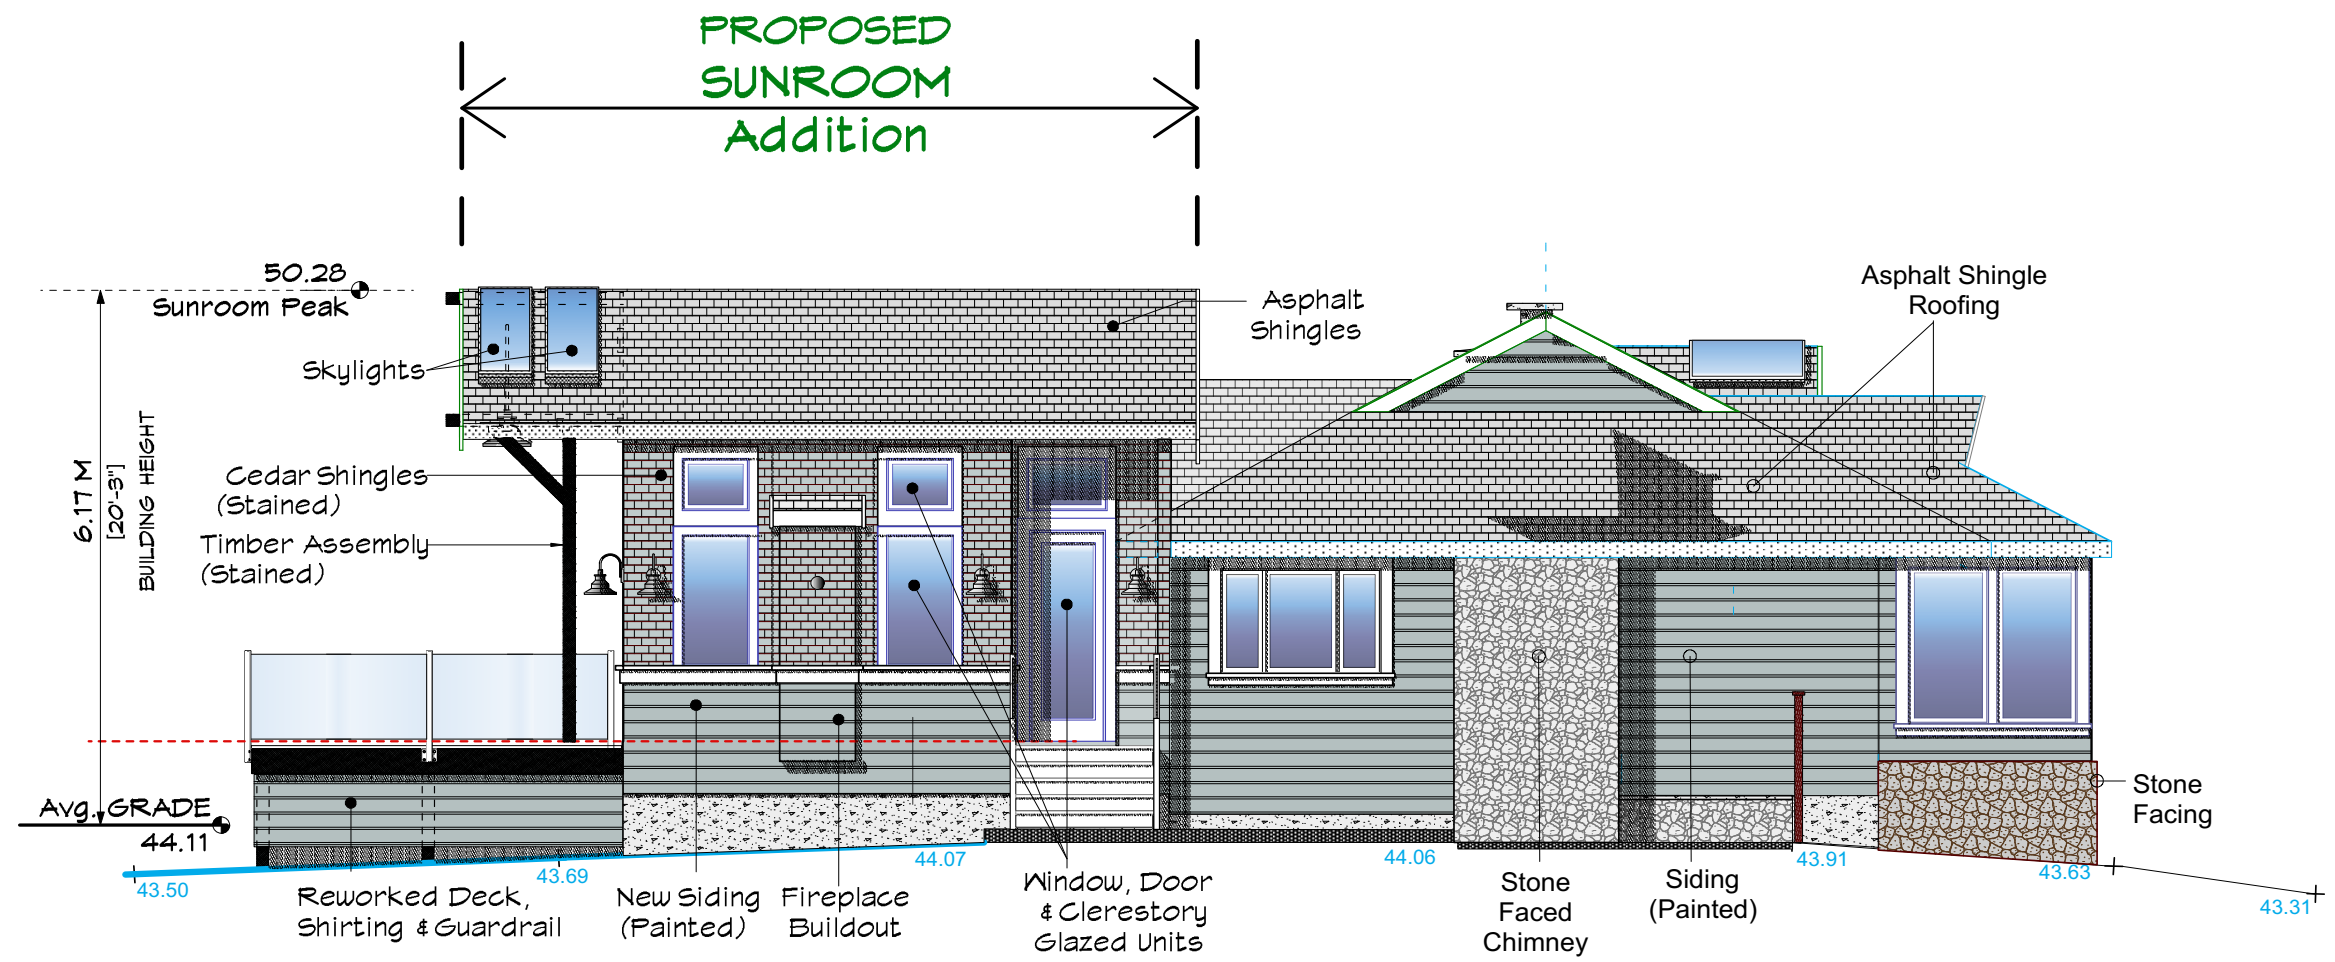 PROPOSED
SUNROOM
Addition
50.28
Sunroom Peak
Skylights
Asphalt
Shingles
Asphalt Shingle
Roofing
6.17 M
[20'-3"]
BUILDING HEIGHT
Cedar Shingles
(Stained)
Timber Assembly
(Stained)
Avg. GRADE
44.11
Stone
Facing
43.50
43.69
44.07
44.06
43.91
43.63
43.31
Reworked Deck,
Shirting & Guardrail
New Siding
(Painted)
Fireplace
Buildout
Window, Door
& Clerestory
Glazed Units
Stone
Faced
Chimney
Siding
(Painted)